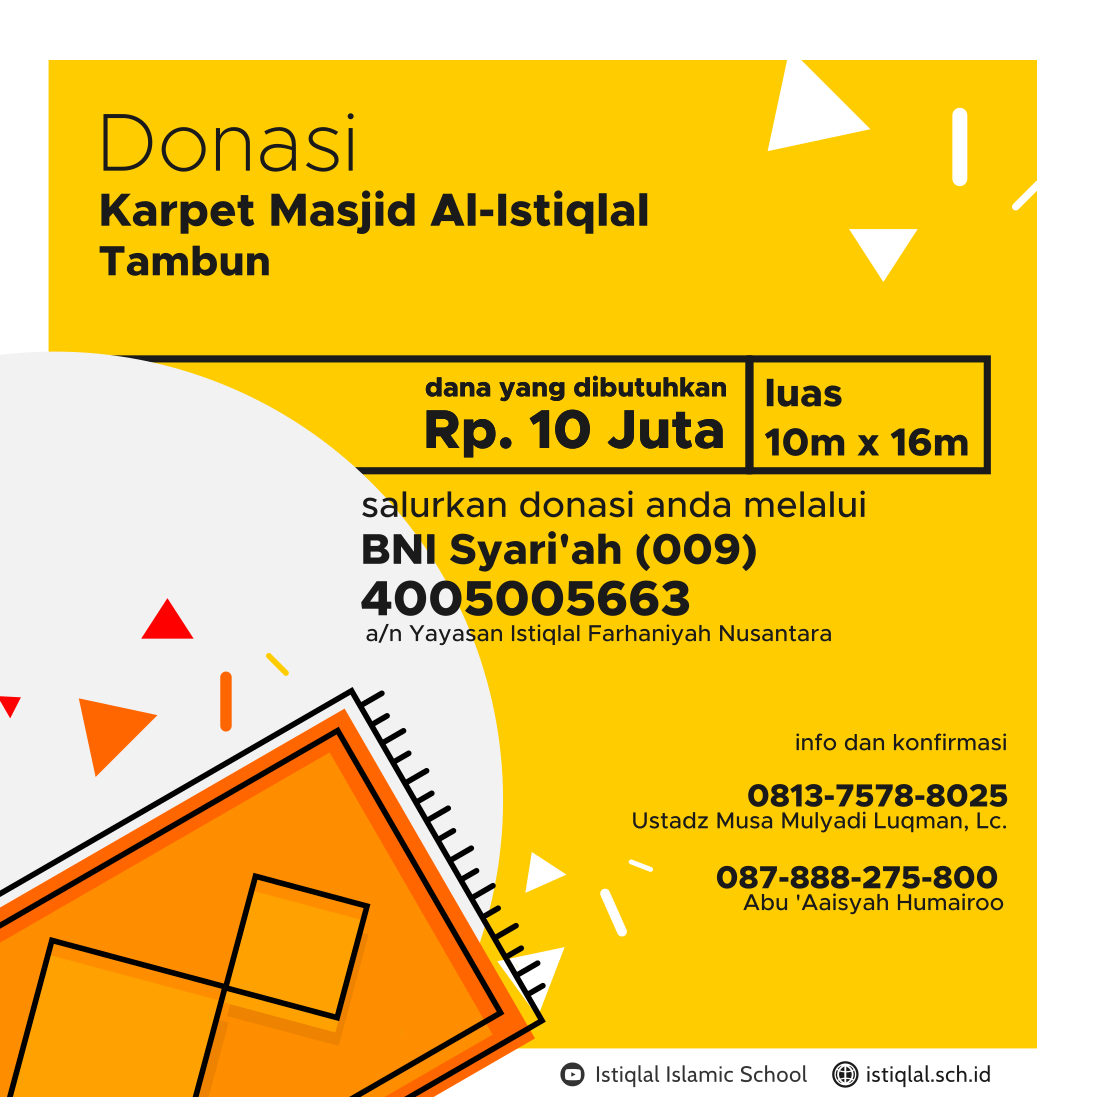 Donasi
Karpet Masjid Al-Istiqlal
Tambun
dana yang dibutuhkan
Rp. 10 Juta
luas
10m x 16m
salurkan donasi anda melalui
BNI Syari'ah (009)
4005005663
a/n Yayasan Istiqlal Farhaniyah Nusantara
info dan konfirmasi
0813-7578-8025
Ustadz Musa Mulyadi Luqman, Lc.
087-888-275-800
Abu 'Aaisyah Humairoo
Istiqlal Islamic School
istiqlal.sch.id